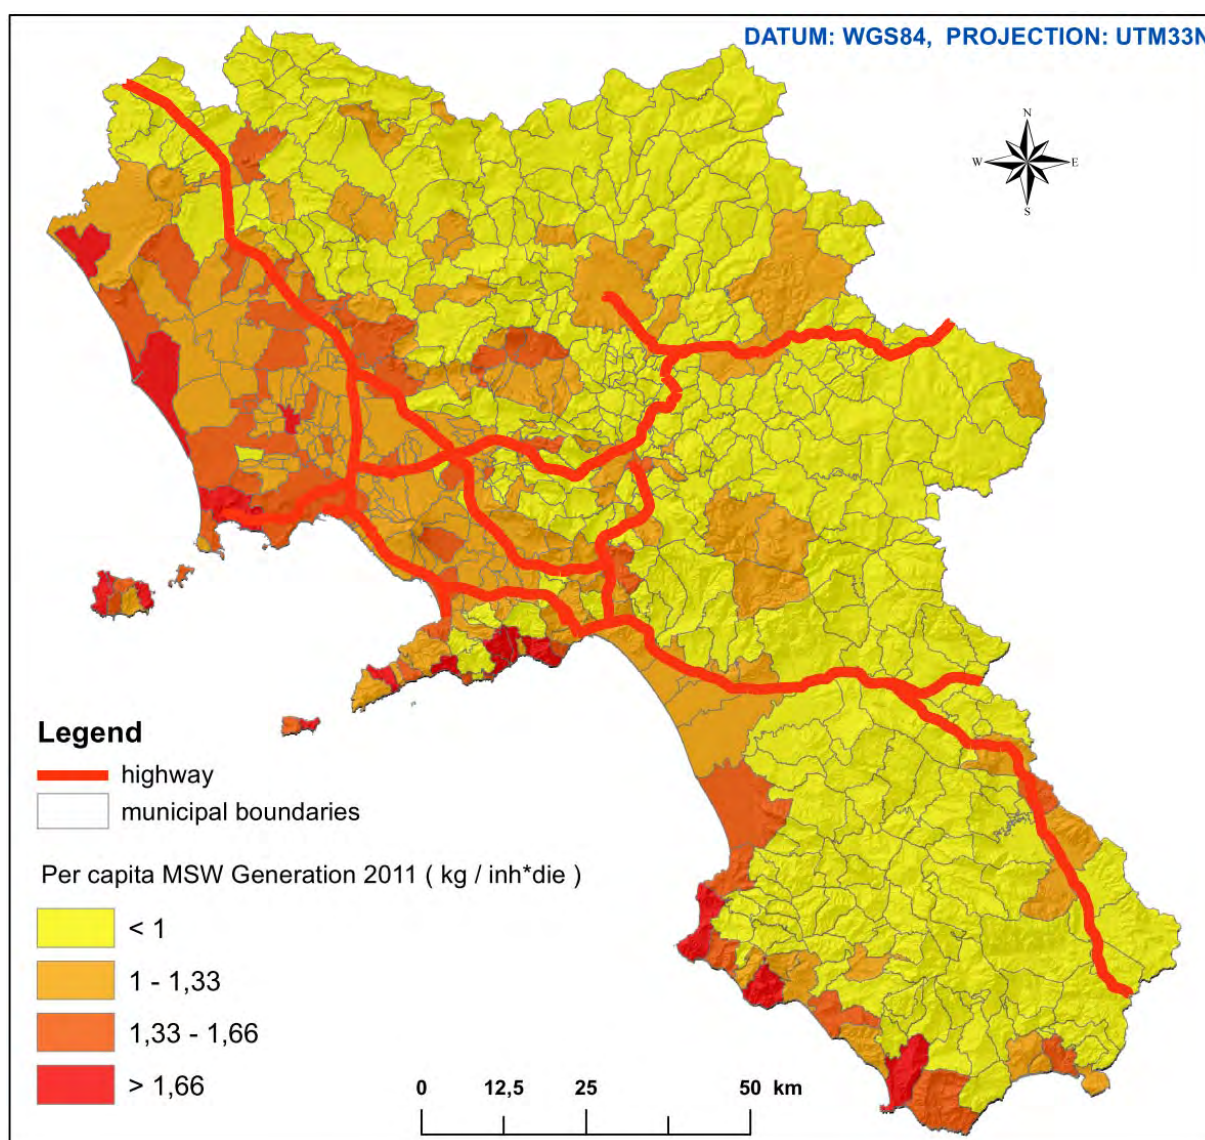 DATUM: WGS84, PROJECTION: UTM33N
N
W E
S
Legend
highway
municipal boundaries
Per capita MSW Generation 2011 ( kg / inh*die )
< 1
1 - 1,33
1,33 - 1,66
> 1,66
0 12,5 25 50 km